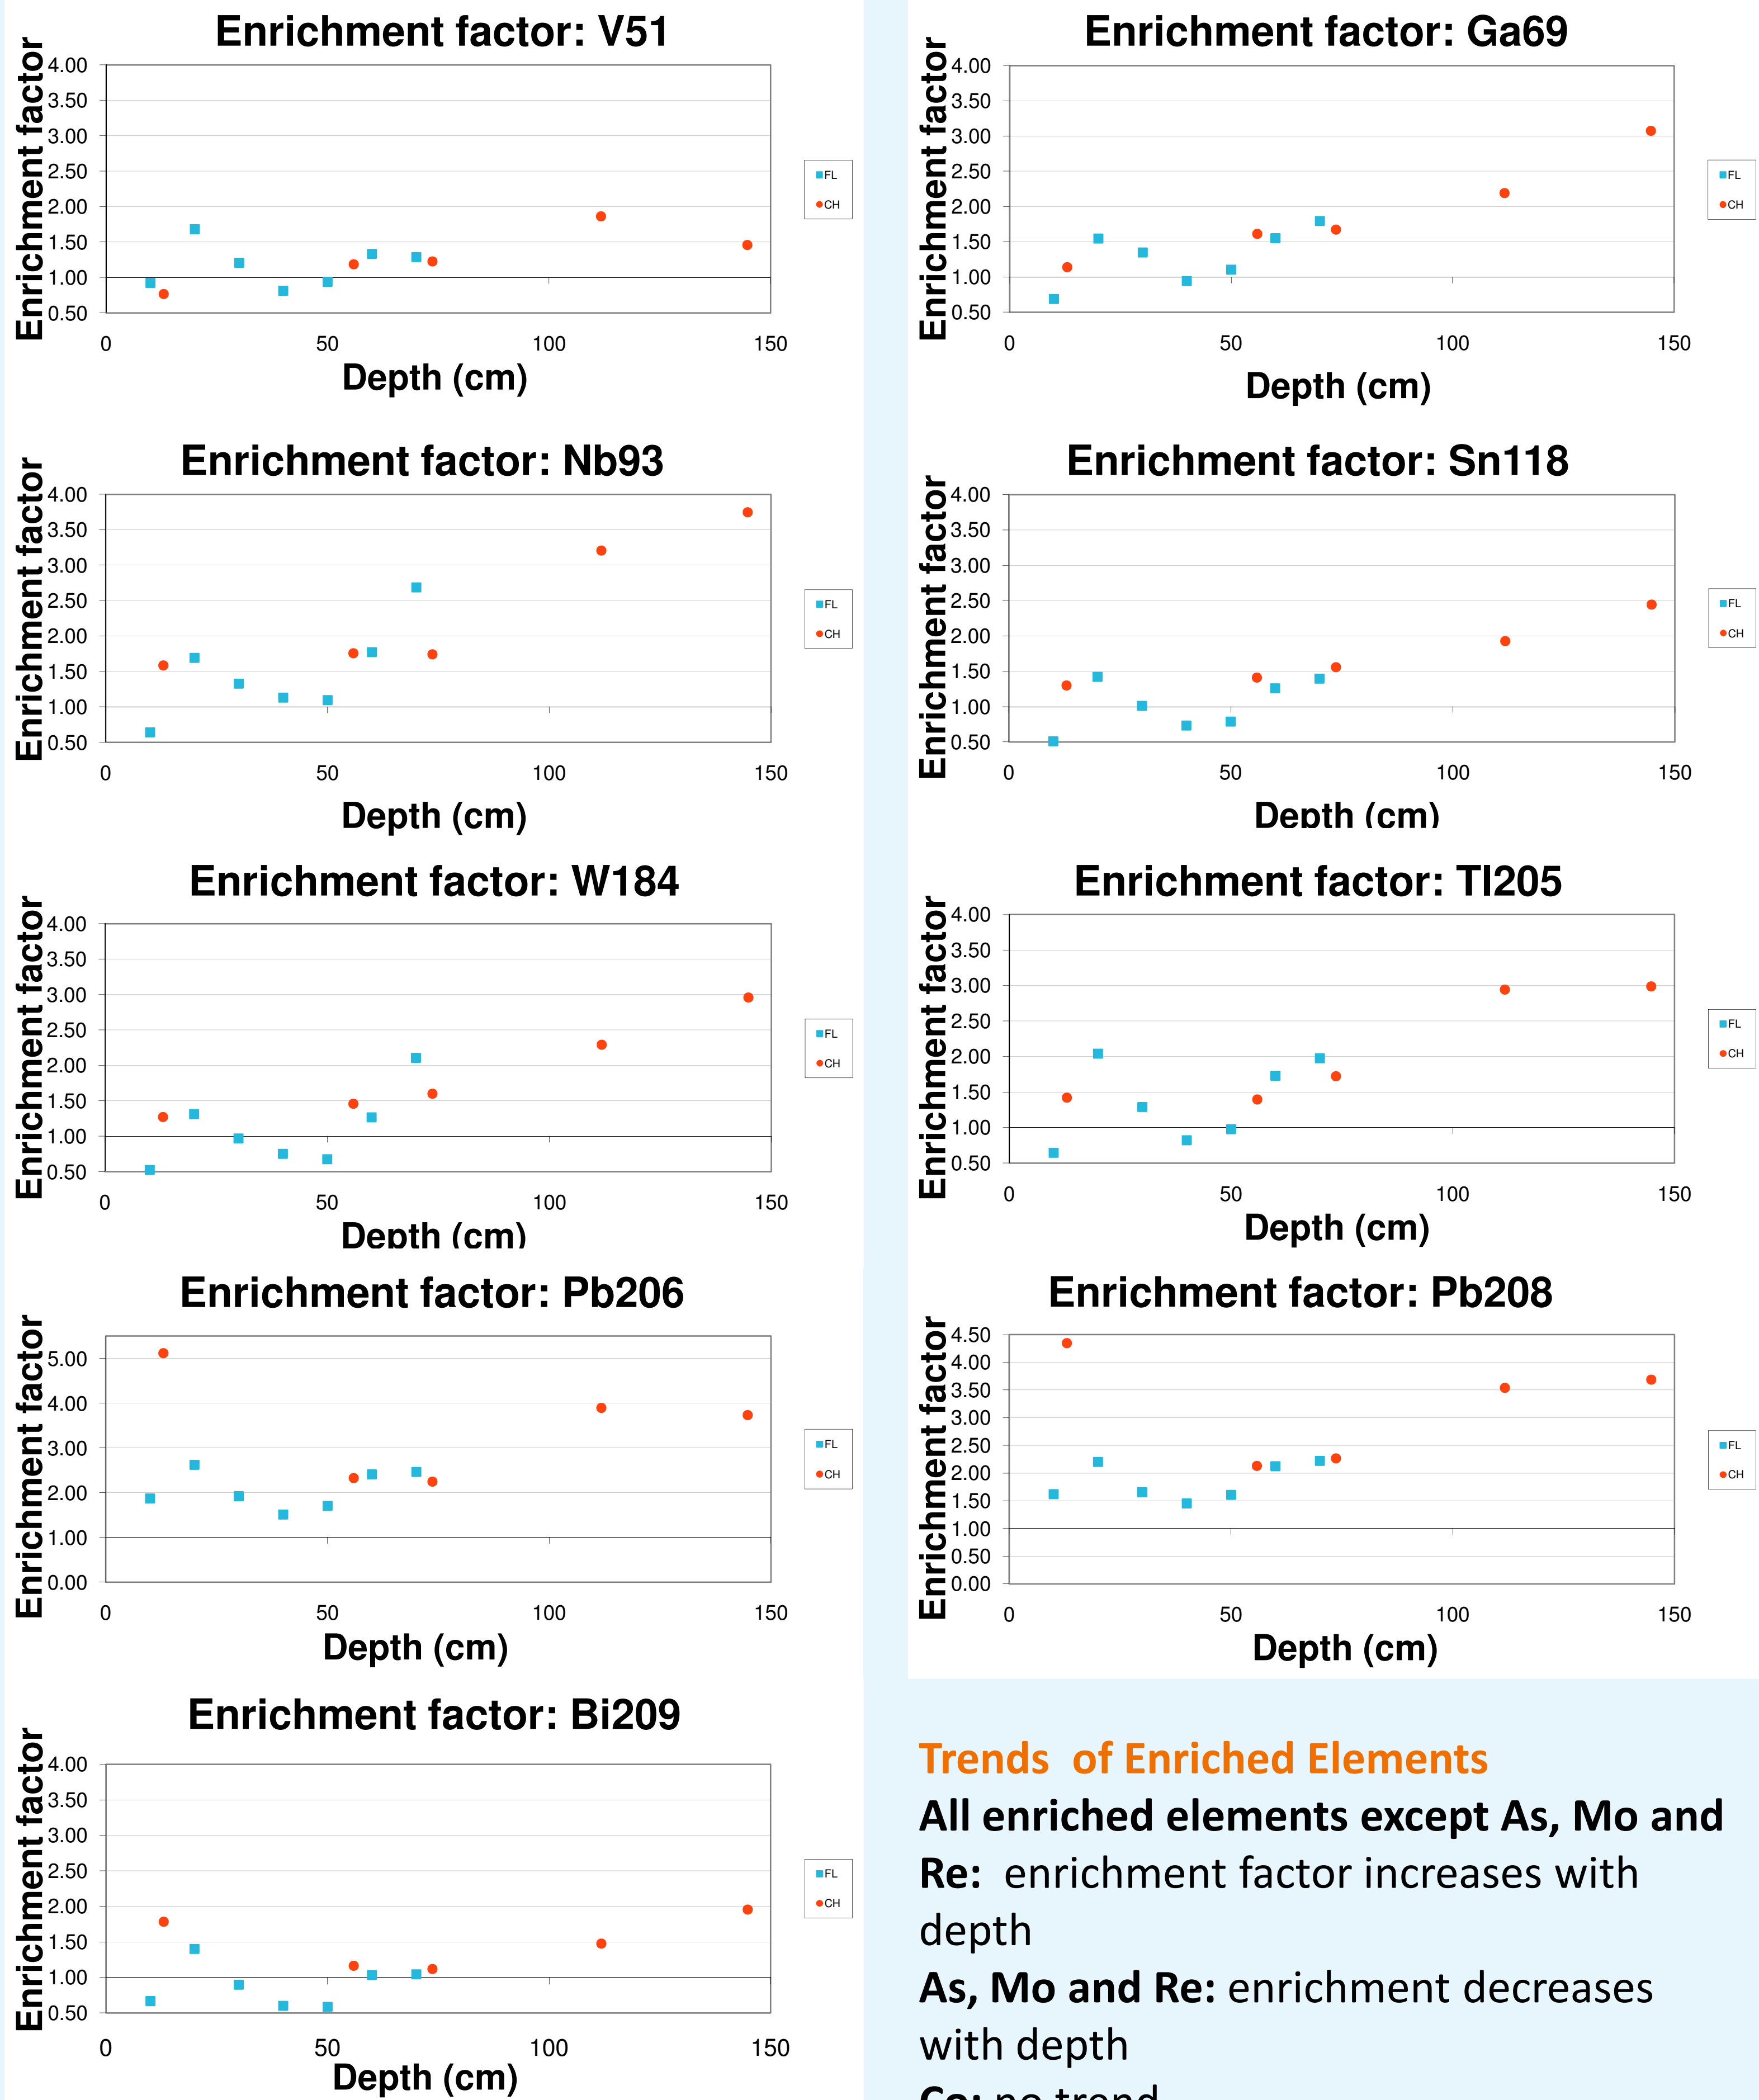 Enrichment factor: V51
Enrichment factor
4.00
3.50
3.00
2.50
2.00
1.50
1.00
0.50
0
50
100
150
Depth (cm)
FL
CH
Enrichment factor: Ga69
Enrichment factor
4.00
3.50
3.00
2.50
2.00
1.50
1.00
0.50
0
50
100
150
Depth (cm)
FL
CH
Enrichment factor: Nb93
Enrichment factor
4.00
3.50
3.00
2.50
2.00
1.50
1.00
0.50
0
50
100
150
Depth (cm)
FL
CH
Enrichment factor: Sn118
Enrichment factor
4.00
3.50
3.00
2.50
2.00
1.50
1.00
0.50
0
50
100
150
Depth (cm)
FL
CH
Enrichment factor: W184
Enrichment factor
4.00
3.50
3.00
2.50
2.00
1.50
1.00
0.50
0
50
100
150
Depth (cm)
FL
CH
Enrichment factor: Tl205
Enrichment factor
4.00
3.50
3.00
2.50
2.00
1.50
1.00
0.50
0
50
100
150
Depth (cm)
FL
CH
Enrichment factor: Pb206
Enrichment factor
5.00
4.00
3.00
2.00
1.00
0.00
0
50
100
150
Depth (cm)
FL
CH
Enrichment factor: Pb208
Enrichment factor
4.50
4.00
3.50
3.00
2.50
2.00
1.50
1.00
0.50
0.00
0
50
100
150
Depth (cm)
FL
CH
Enrichment factor: Bi209
Enrichment factor
4.00
3.50
3.00
2.50
2.00
1.50
1.00
0.50
0
50
100
150
Depth (cm)
FL
CH
Trends of Enriched Elements
All enriched elements except As, Mo and
Re: enrichment factor increases with
depth
As, Mo and Re: enrichment decreases
with depth
Co: no trend